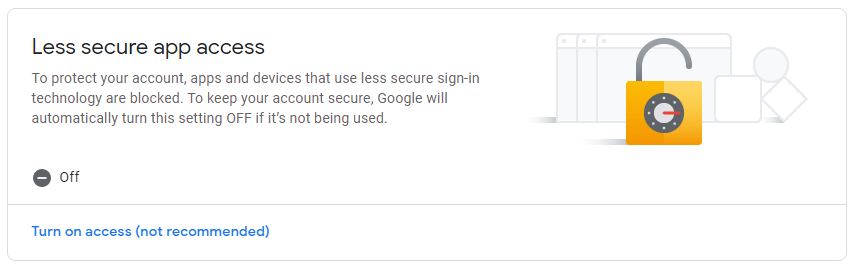 Less secure app access
To protect your account, apps and devices that use less secure sign-in
technology are blocked. To keep your account secure, Google will
automatically turn this setting OFF if it's not being used.
Off
Turn on access (not recommended)